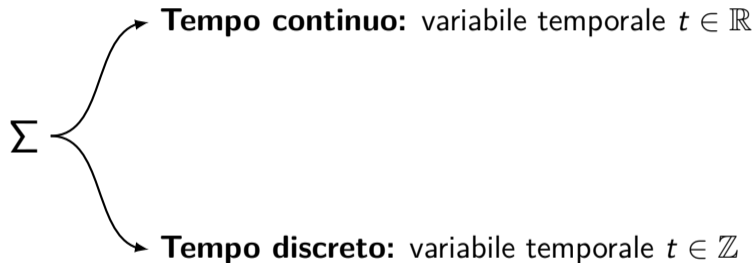 Tempo continuo: variabile temporale t ∈ ℝ
Σ
Tempo discreto: variabile temporale t ∈ ℤ